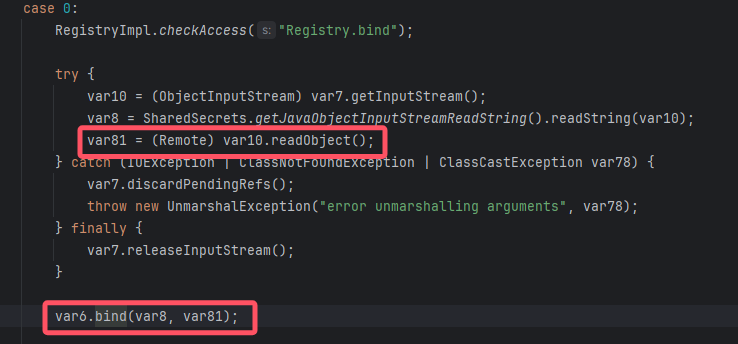 case 0:
RegistryImpl.checkAccess( s: "Registry.bind");
try {
var10 = (ObjectInputStream) var7.getInputStream();
var8 = SharedSecrets.getJavaObjectInputStreamReadString().readString(var10);
var81 = (Remote) var10.readObject();
} catch (IOException | ClassNotFoundException | ClassCastException var78) {
var7.discardPendingRefs();
throw new UnmarshalException("error unmarshalling arguments", var78);
} finally {
var7.releaseInputStream();
}
var6.bind(var8, var81);